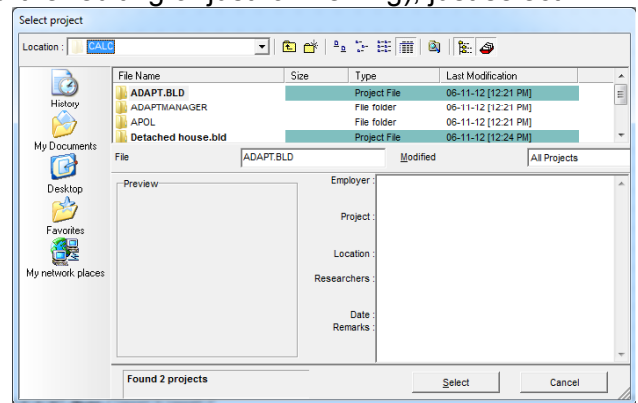 Select project
Location : CALC
File Name Size Type Last Modification
ADAPT.BLD Project File 06-11-12 [12:21 PM]
ADAPTMANAGER File folder 06-11-12 [12:21 PM]
APOL File folder 06-11-12 [12:21 PM]
Detached house.bld Project File 06-11-12 [12:24 PM]
History
My Documents
Desktop
Favorites
My network places
File ADAPT.BLD Modified All Projects
Preview
Employer :
Project :
Location :
Researchers :
Date :
Remarks :
Found 2 projects
Select Cancel